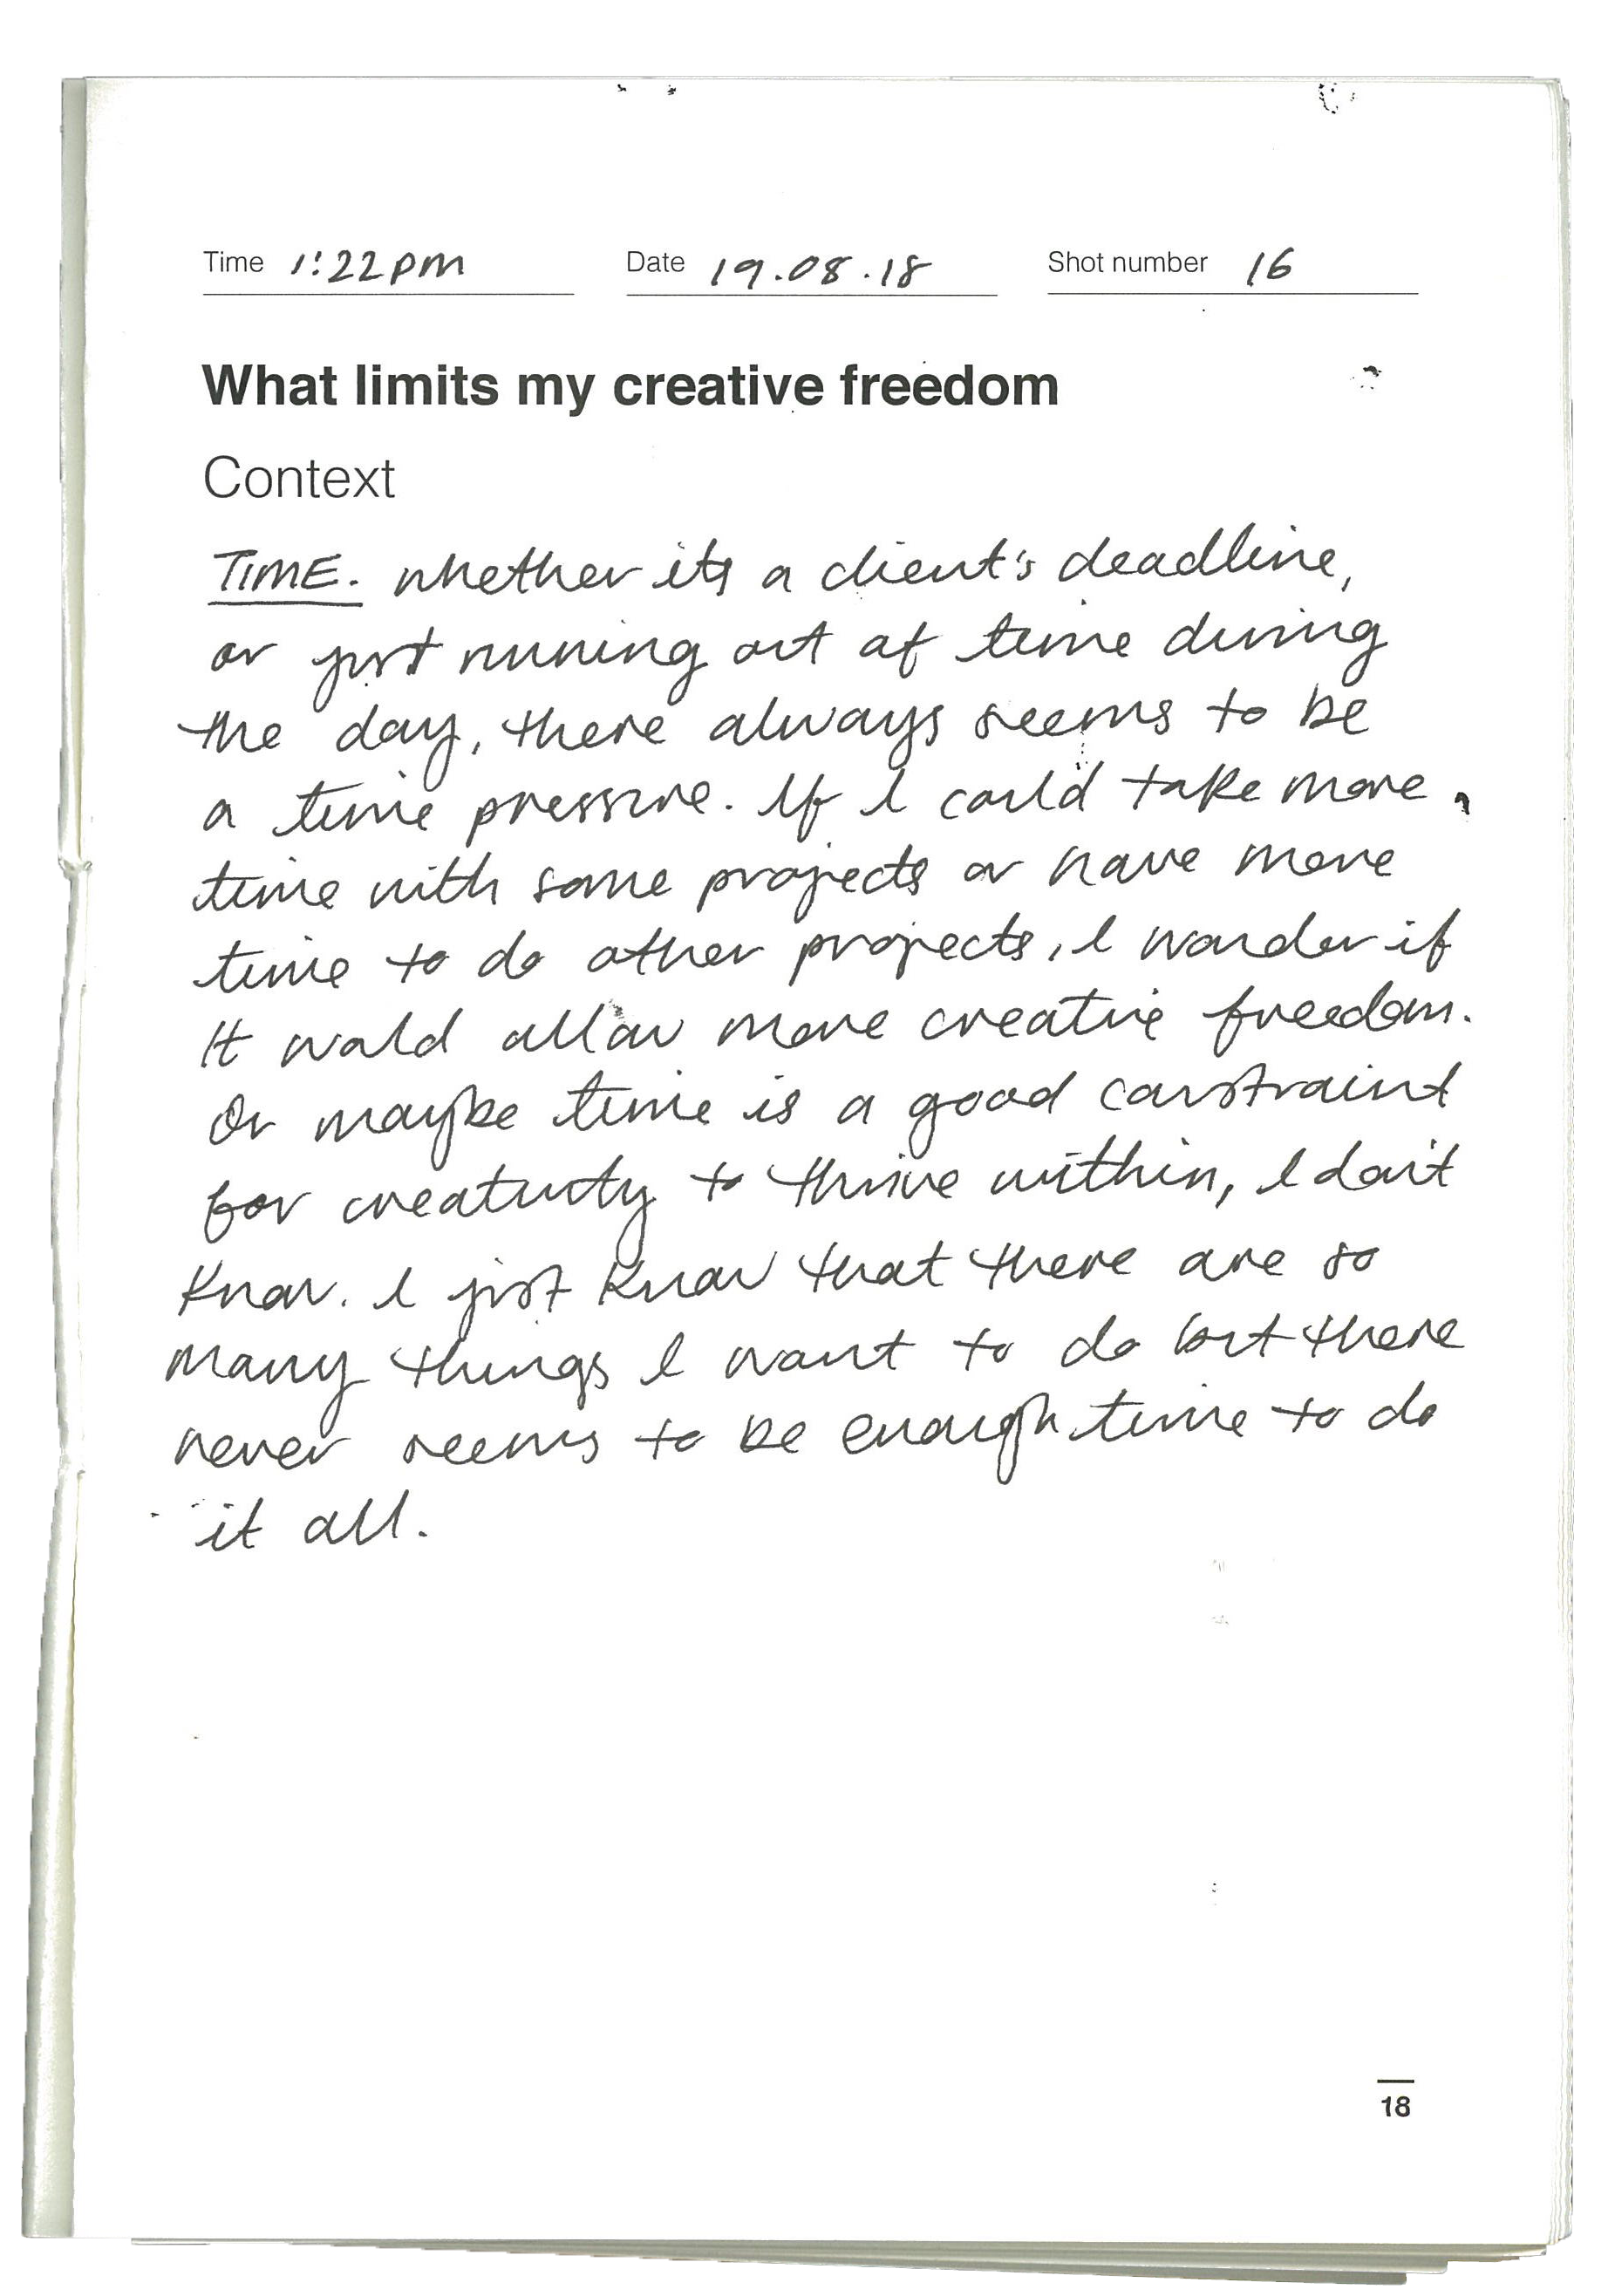 Time 1:22PM Date 19.08.18 Shot number 16
What limits my creative freedom
Context
TIME. whether its a client's deadline,
or just running out of time during
the day, there always seems to be
a time pressure. If I could take more
time with some projects or have more
time to do other projects, I wonder if
it would allow more creative freedom.
Or maybe time is a good constraint
for creativity to thrive within, I don't
know. I just know that there are so
many things I want to do but there
never seems to be enough time to do
it all.
18